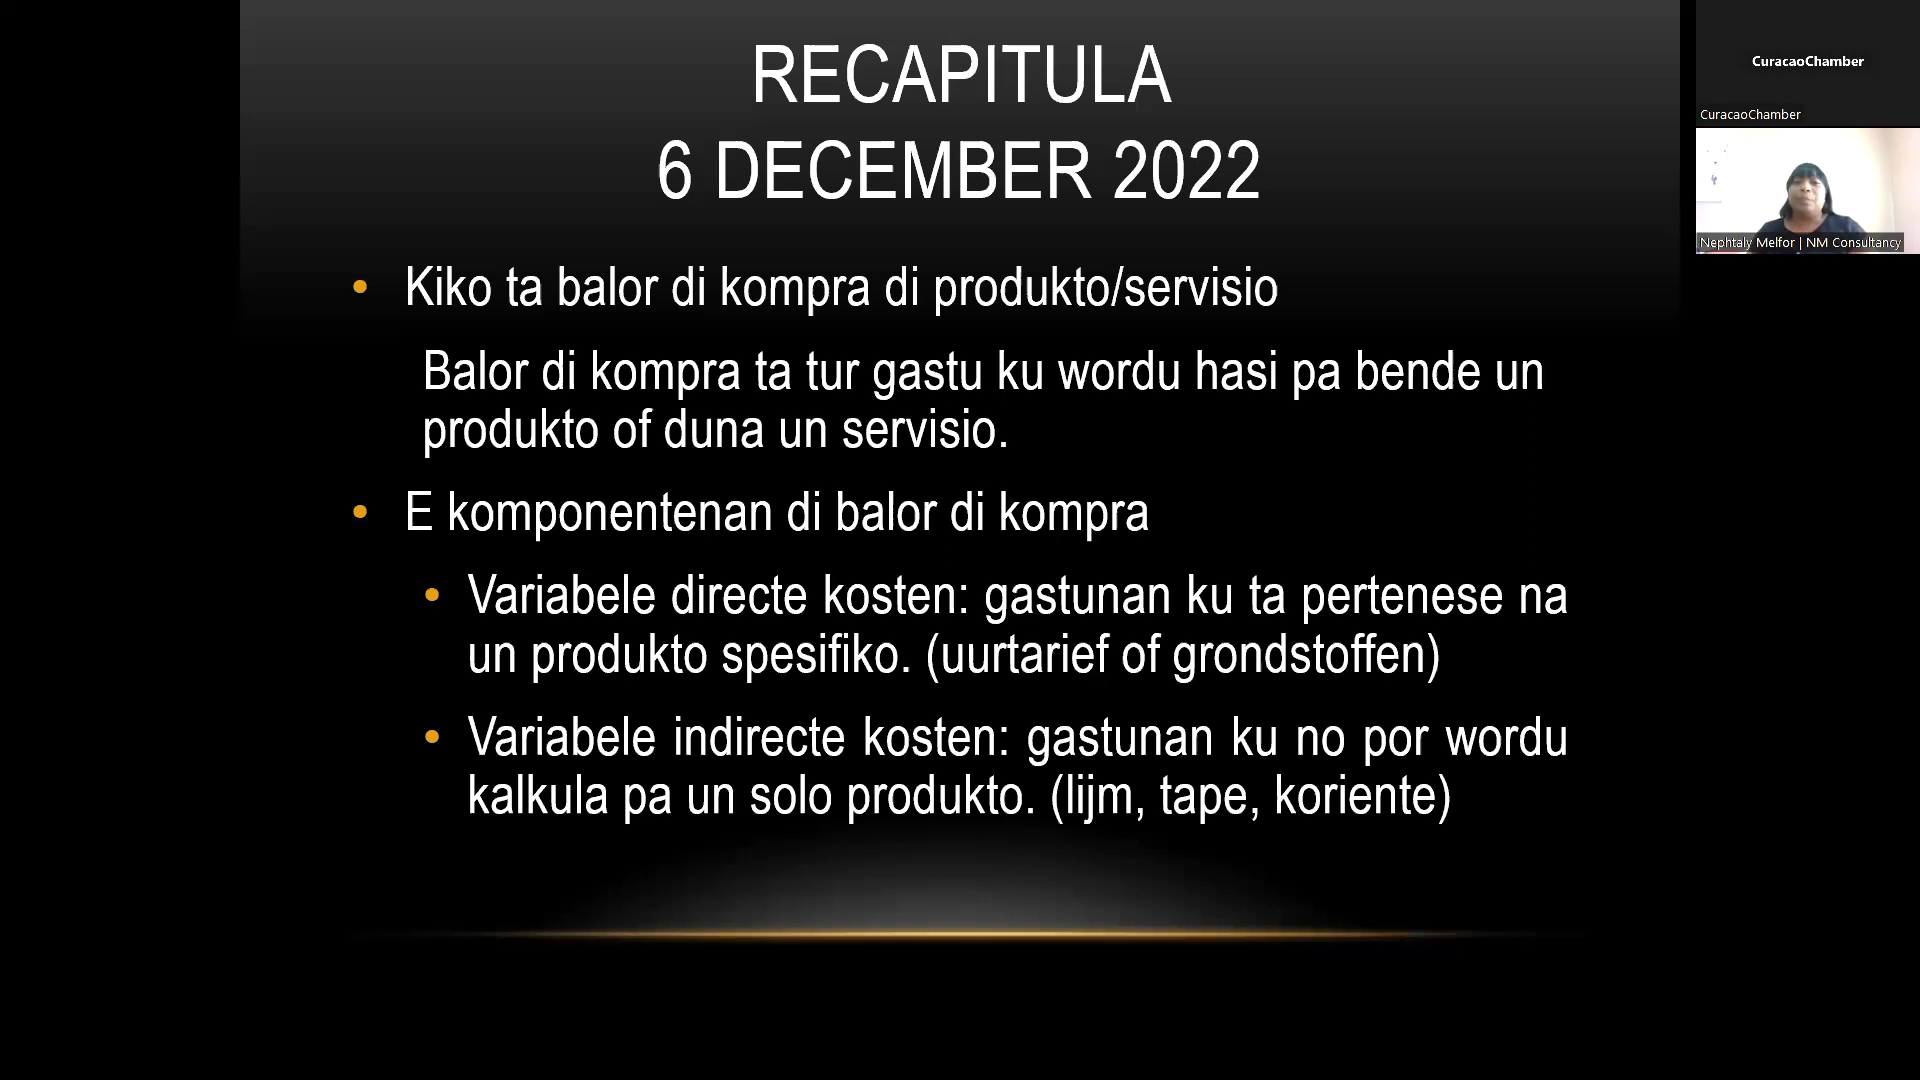 RECAPITULA
6 DECEMBER 2022
• Kiko ta balor di kompra di produkto/servisio
Balor di kompra ta tur gastu ku wordu hasi pa bende un
produkto of duna un servisio.
• E komponentenan di balor di kompra
• Variabele directe kosten: gastunan ku ta pertenese na
un produkto spesifiko. (uurtarief of grondstoffen)
• Variabele indirecte kosten: gastunan ku no por wordu
kalkula pa un solo produkto. (lijm, tape, koriente)
CuracaoChamber
CuracaoChamber
Nephtaly Melfor | NM Consultancy